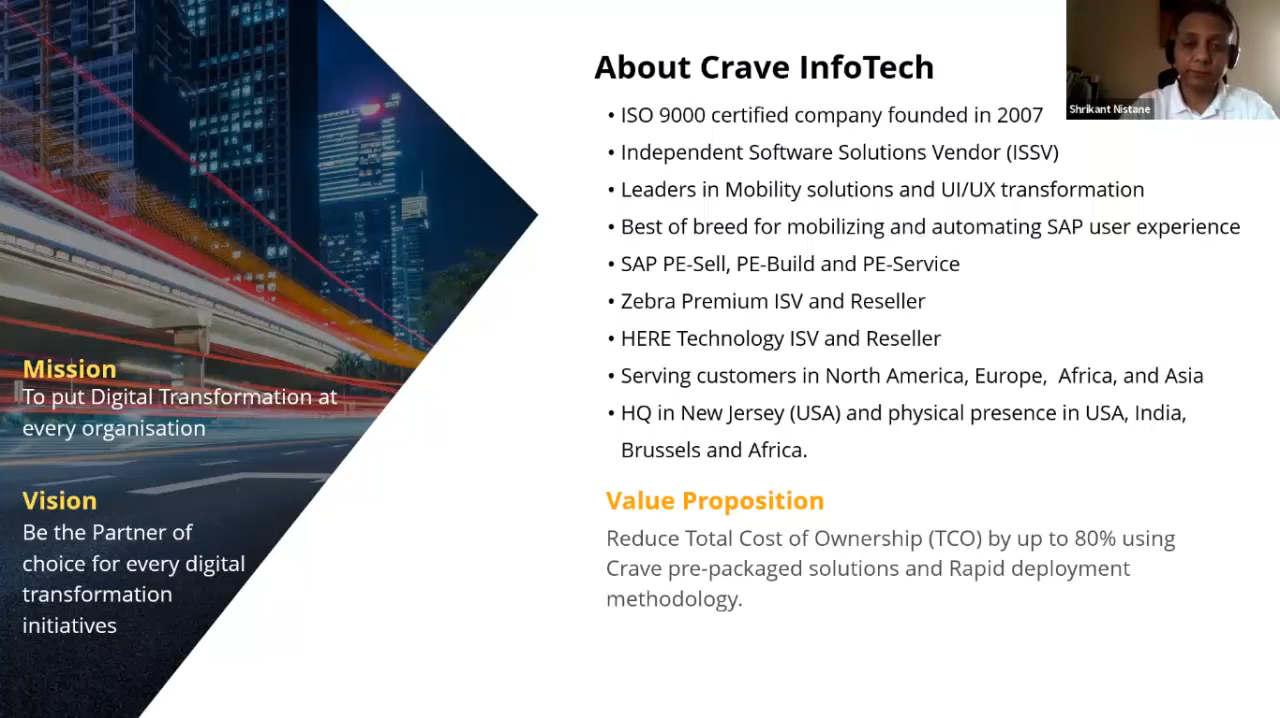 About Crave InfoTech
• ISO 9000 certified company founded in 2007
• Independent Software Solutions Vendor (ISSV)
• Leaders in Mobility solutions and UI/UX transformation
• Best of breed for mobilizing and automating SAP user experience
• SAP PE-Sell, PE-Build and PE-Service
• Zebra Premium ISV and Reseller
• HERE Technology ISV and Reseller
• Serving customers in North America, Europe,  Africa, and Asia
• HQ in New Jersey (USA) and physical presence in USA, India,
Brussels and Africa.
Value Proposition
Reduce Total Cost of Ownership (TCO) by up to 80% using
Crave pre-packaged solutions and Rapid deployment
methodology.
Mission
To put Digital Transformation at
every organisation
Vision
Be the Partner of
choice for every digital
transformation
initiatives
Shrikant Nistane